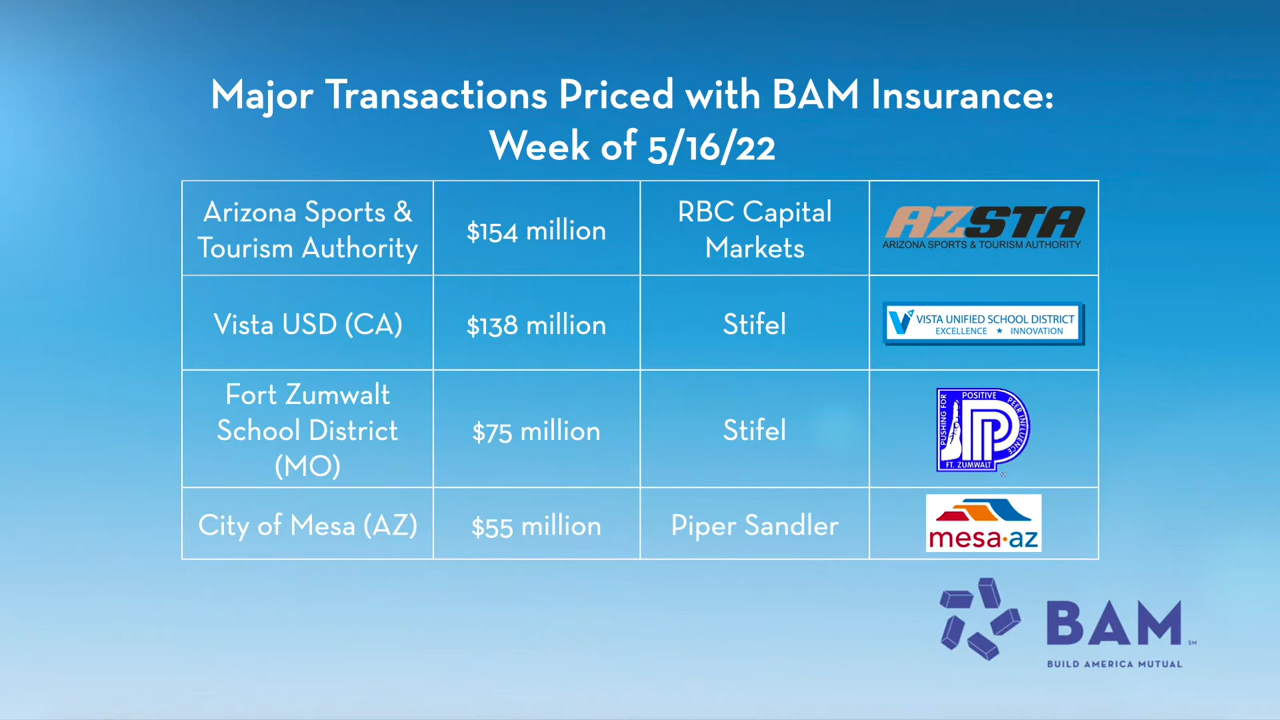 Major Transactions Priced with BAM Insurance:
Week of 5/16/22
Arizona Sports &
Tourism Authority
$154 million
RBC Capital
Markets
AZSTA
ARIZONA SPORTS & TOURISM AUTHORITY
Vista USD (CA)
$138 million
Stifel
VISTA UNIFIED SCHOOL DISTRICT
EXCELLENCE ★ INNOVATION
Fort Zumwalt
School District
(MO)
$75 million
Stifel
PUSHING FOR
POSITIVE
PEER INFLUENCE
PP
FT. ZUMWALT
City of Mesa (AZ)
$55 million
Piper Sandler
mesa·az
BAM
SM
BUILD AMERICA MUTUAL